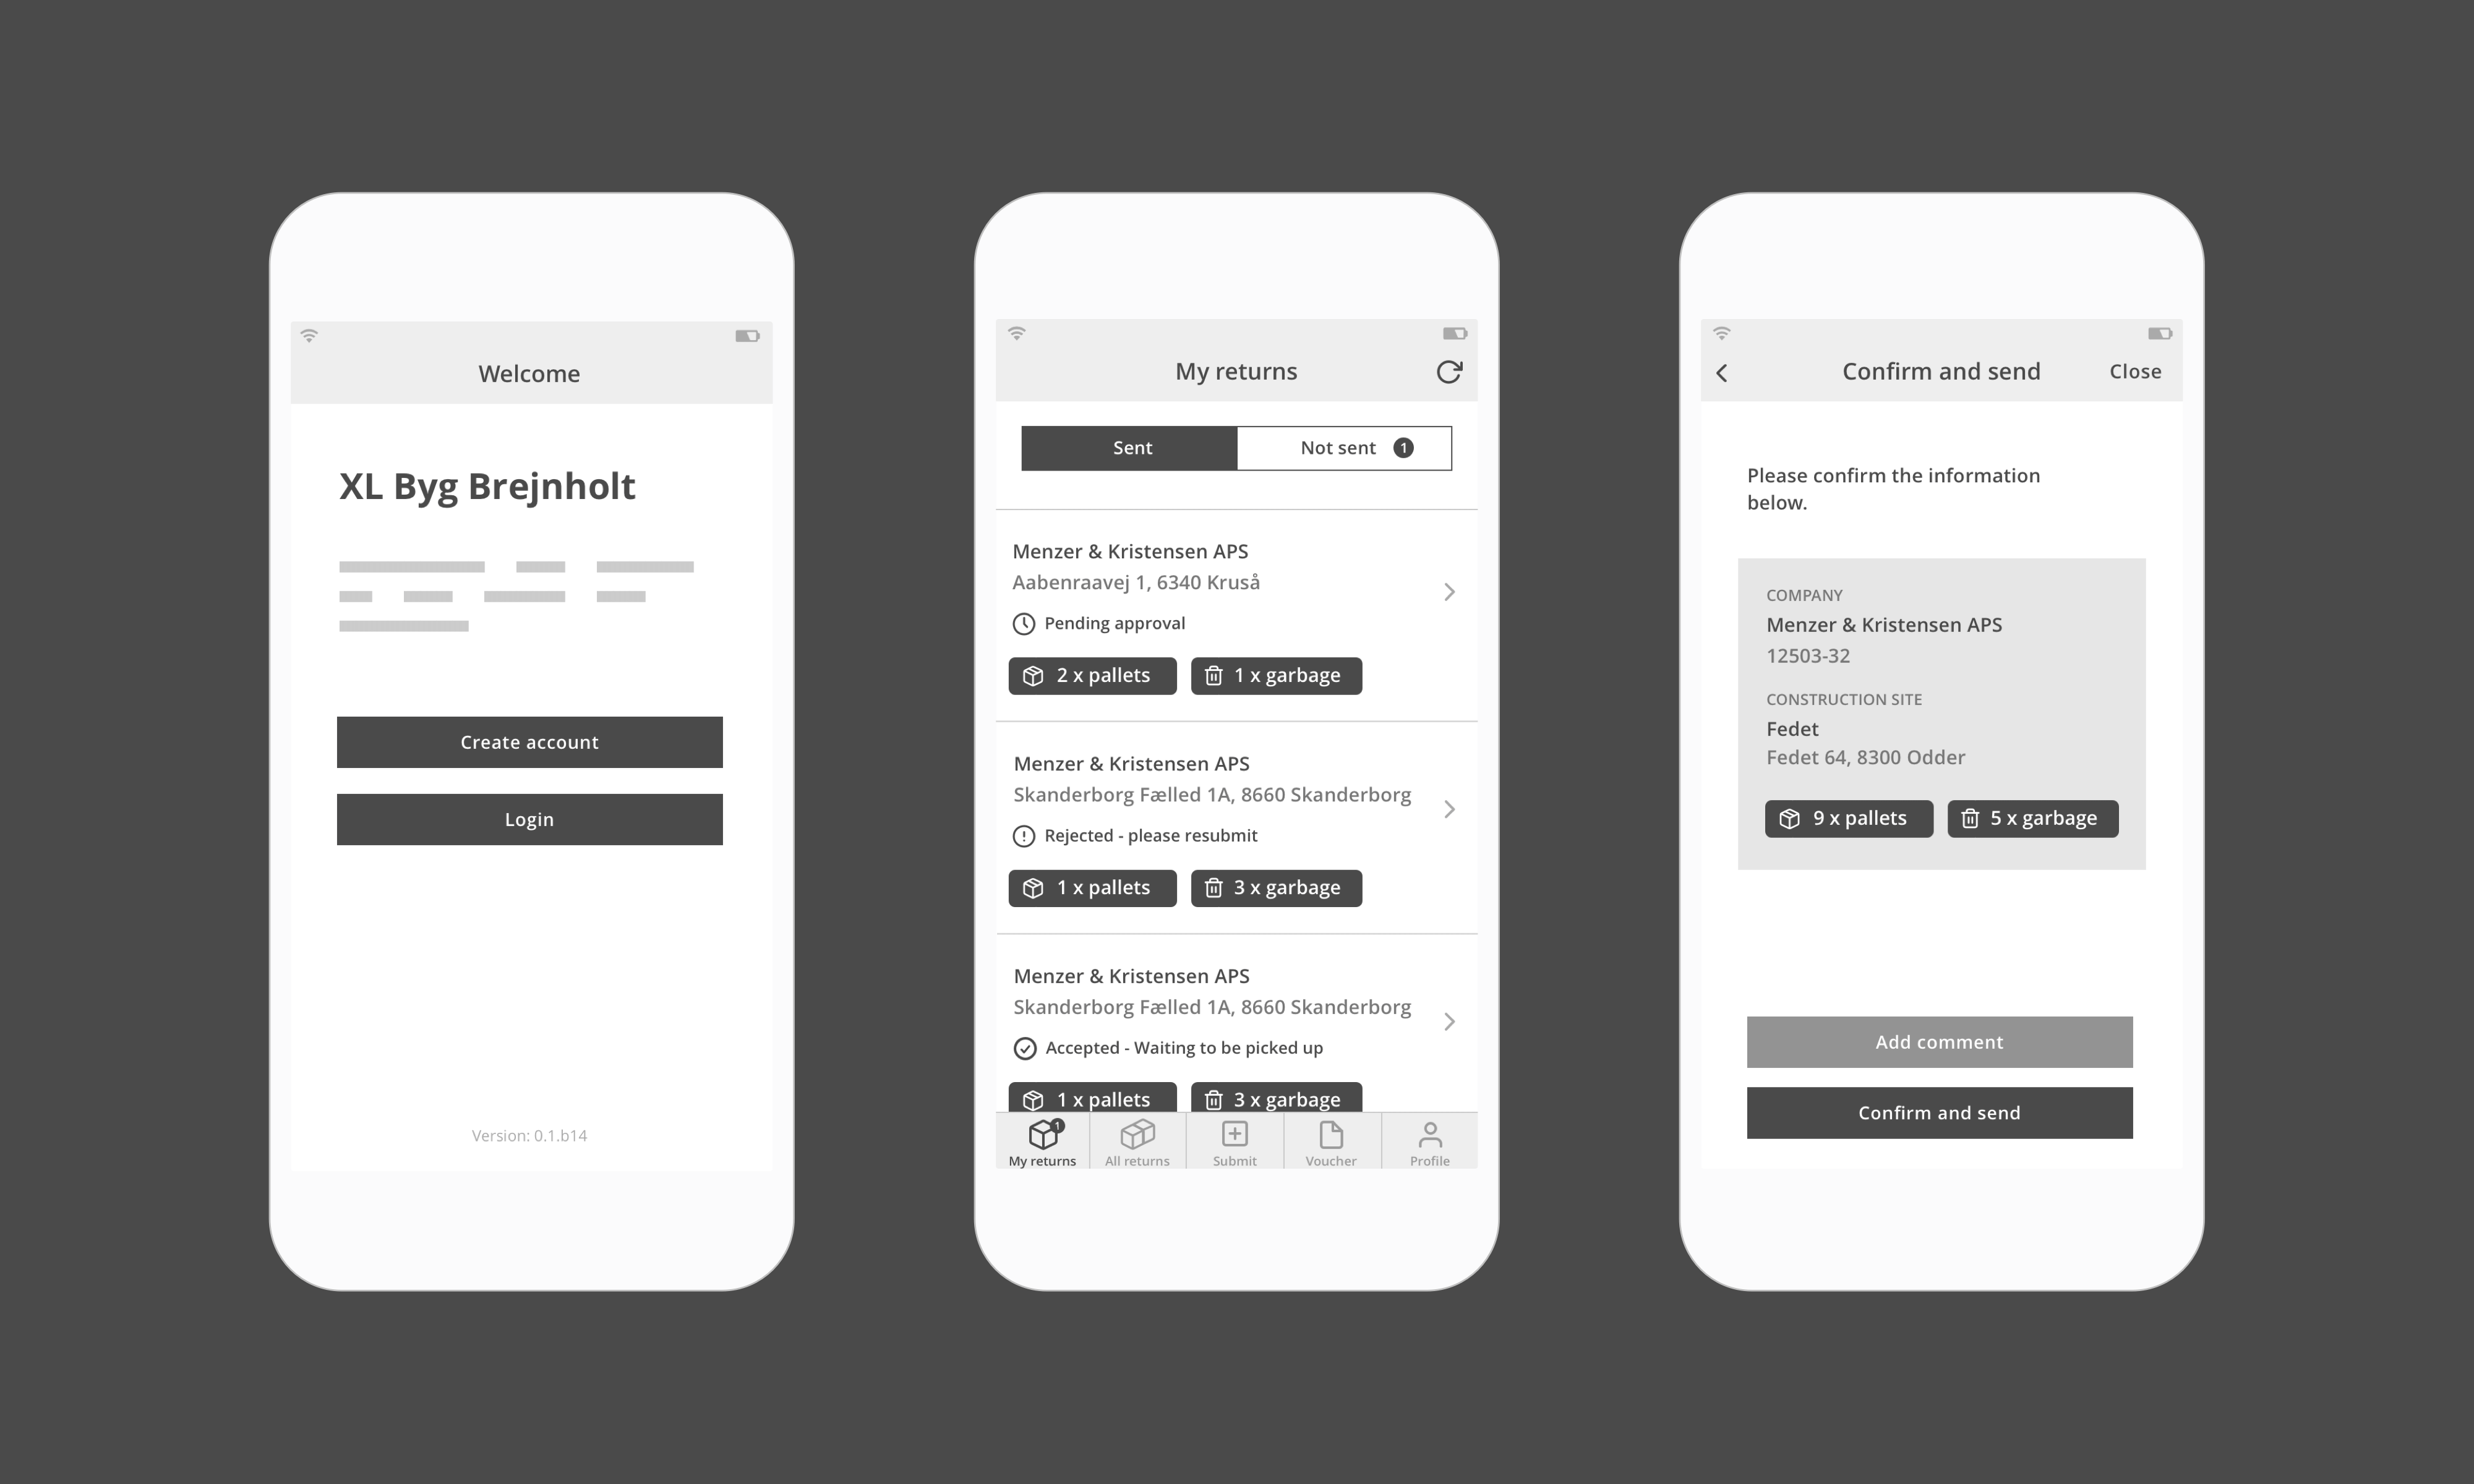 Welcome
XL Byg Brejnholt
Create account
Login
Version: 0.1.b14
My returns
Sent
Not sent 1
Menzer & Kristensen APS
Aabenraavej 1, 6340 Kruså
Pending approval
2 x pallets 1 x garbage
Menzer & Kristensen APS
Skanderborg Fælled 1A, 8660 Skanderborg
Rejected - please resubmit
1 x pallets 3 x garbage
Menzer & Kristensen APS
Skanderborg Fælled 1A, 8660 Skanderborg
Accepted - Waiting to be picked up
1 x pallets 3 x garbage
1
My returns All returns Submit Voucher Profile
Confirm and send Close
Please confirm the information
below.
COMPANY
Menzer & Kristensen APS
12503-32
CONSTRUCTION SITE
Fedet
Fedet 64, 8300 Odder
9 x pallets 5 x garbage
Add comment
Confirm and send